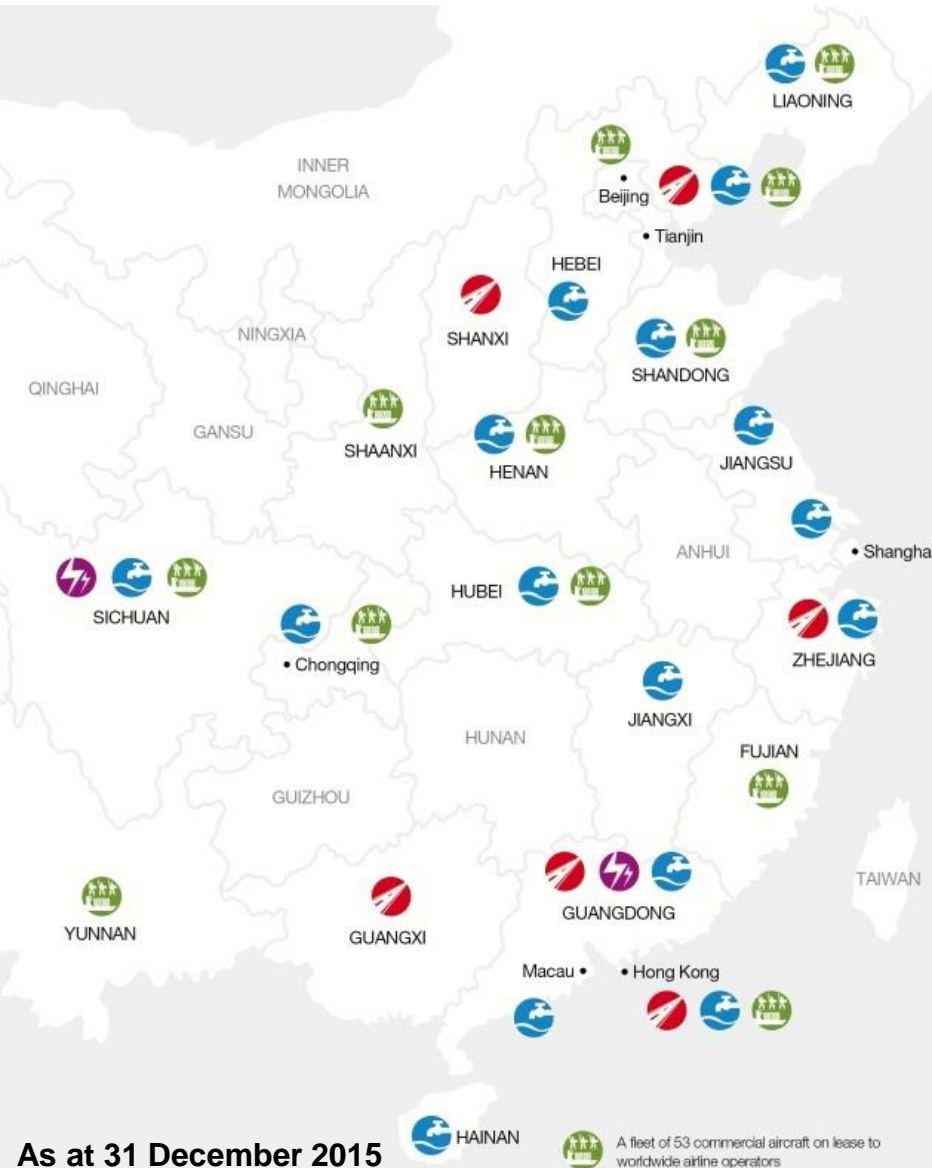 LIAONING
INNER
MONGOLIA
Beijing
• Tianjin
HEBEI
SHANXI
NINGXIA
SHANDONG
QINGHAI
GANSU
SHAANXI
HENAN
JIANGSU
ANHUI
• Shangha
SICHUAN
HUBEI
ZHEJIANG
• Chongqing
JIANGXI
HUNAN
FUJIAN
GUIZHOU
TAIWAN
YUNNAN
GUANGXI
GUANGDONG
Macau •
• Hong Kong
HAINAN
A fleet of 53 commercial aircraft on lease to
worldwide airline operators
As at 31 December 2015